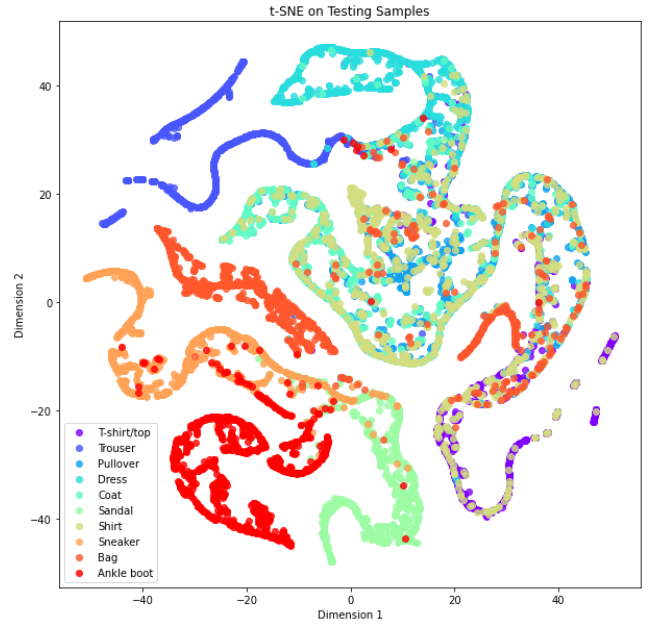 t-SNE on Testing Samples
40
20
0
−20
−40
Dimension 2
T-shirt/top
Trouser
Pullover
Dress
Coat
Sandal
Shirt
Sneaker
Bag
Ankle boot
−40 −20 0 20 40
Dimension 1